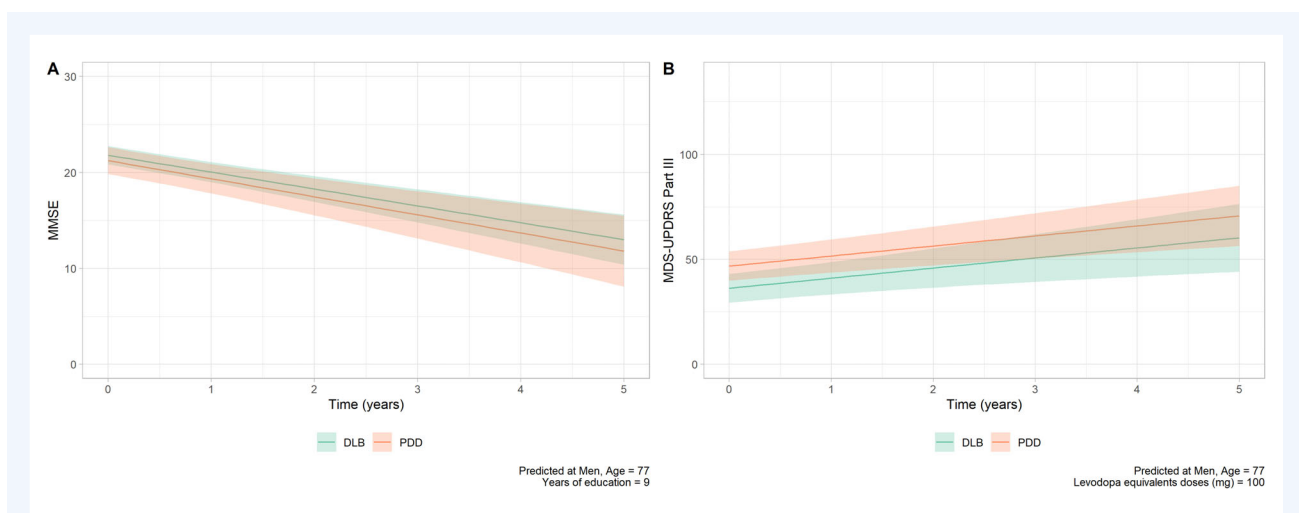 A
30
20
10
0
MMSE
0 1 2 3 4 5
Time (years)
DLB PDD
Predicted at Men, Age = 77
Years of education = 9
B
100
50
0
MDS-UPDRS Part III
0 1 2 3 4 5
Time (years)
DLB PDD
Predicted at Men, Age = 77
Levodopa equivalents doses (mg) = 100